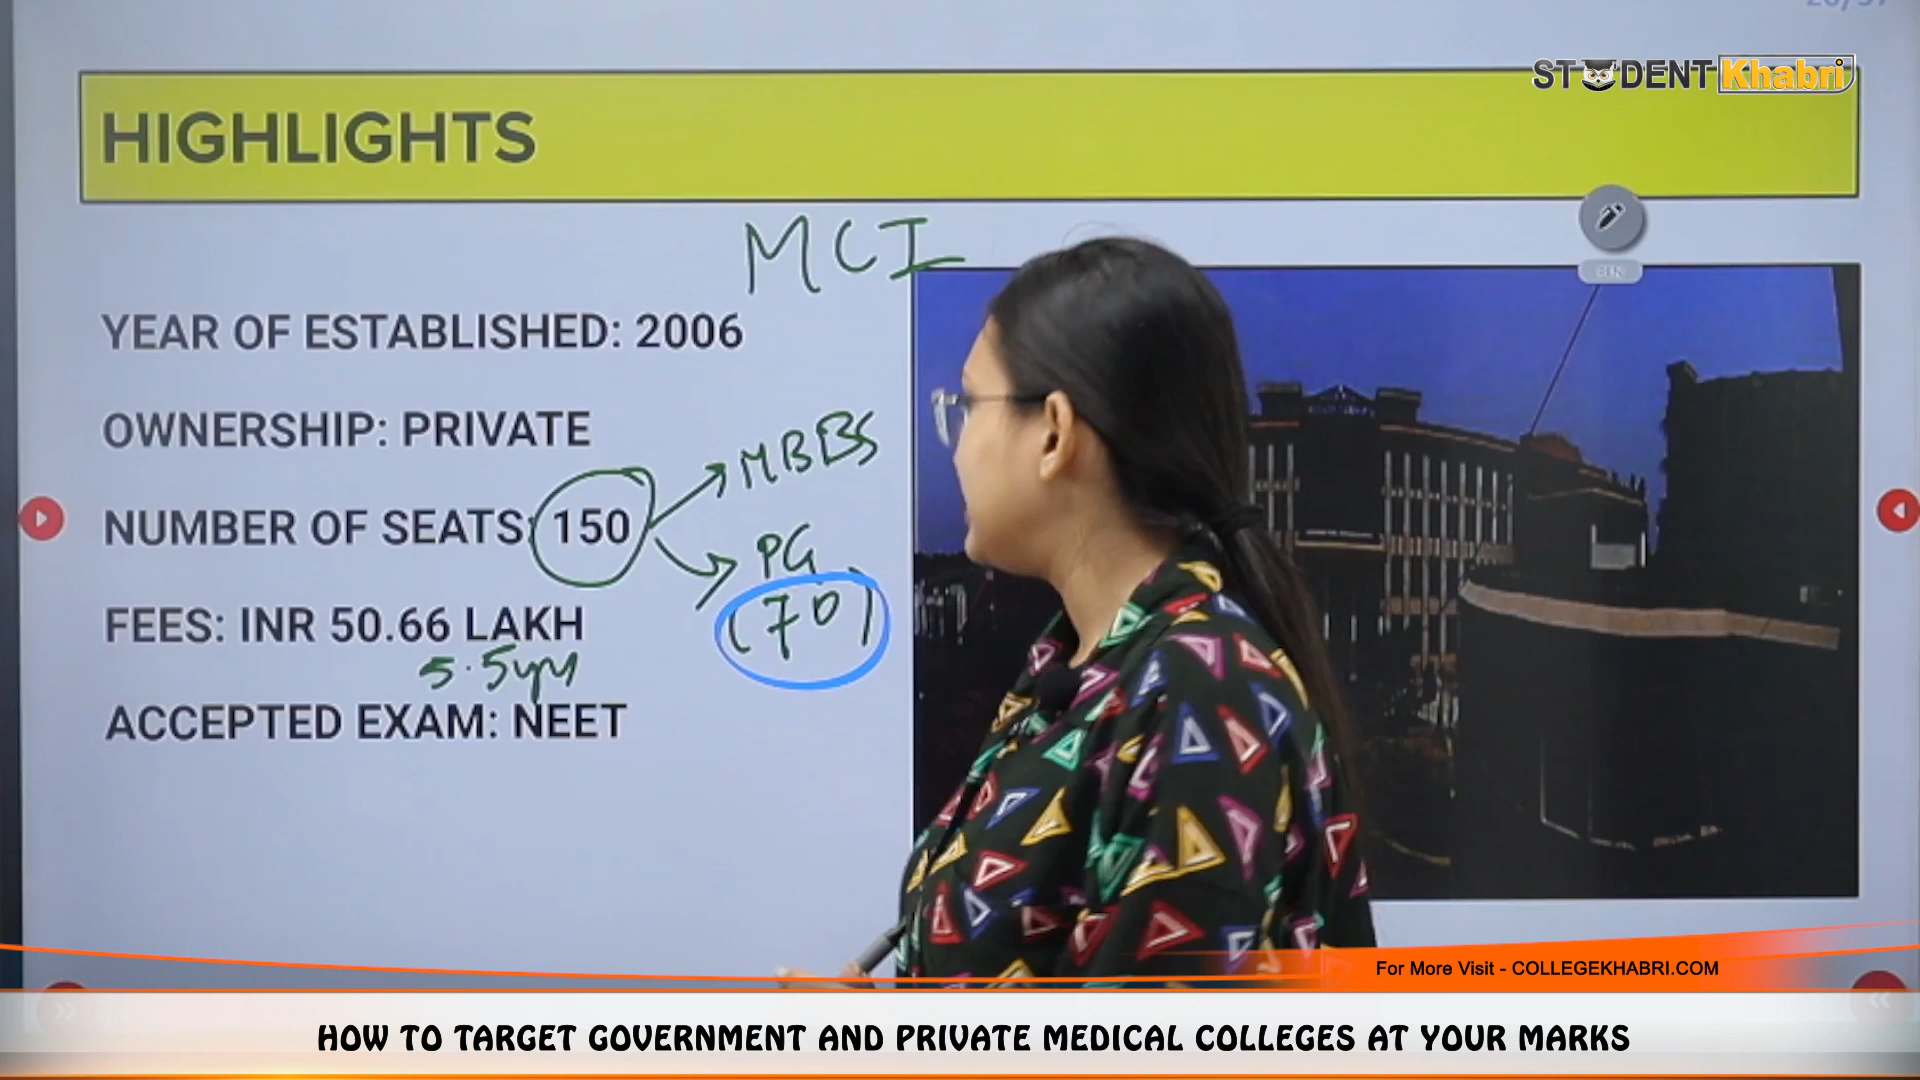 STUDENT Khabri
HIGHLIGHTS
MCI
YEAR OF ESTABLISHED: 2006
OWNERSHIP: PRIVATE
MBBS
NUMBER OF SEATS: 150
PG
(70)
FEES: INR 50.66 LAKH
5.5yrs
ACCEPTED EXAM: NEET
PEN
For More Visit - COLLEGEKHABRI.COM
HOW TO TARGET GOVERNMENT AND PRIVATE MEDICAL COLLEGES AT YOUR MARKS